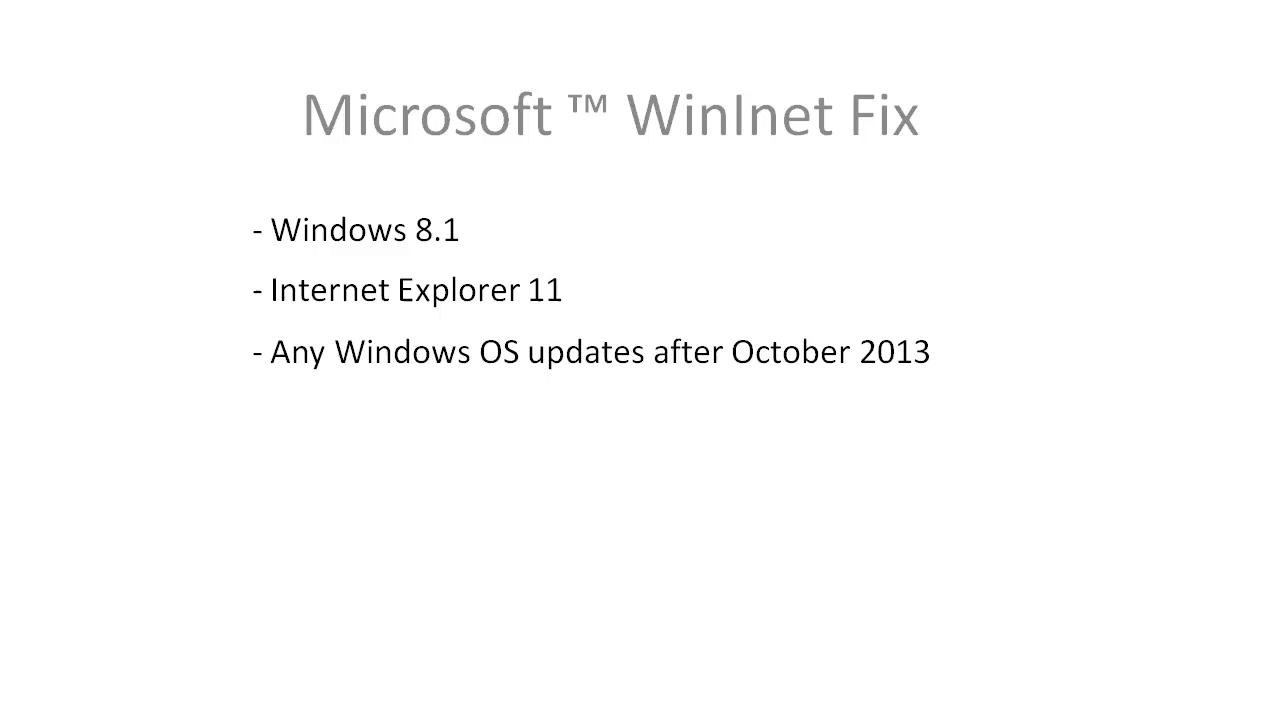 Microsoft ™ WinInet Fix
- Windows 8.1
- Internet Explorer 11
- Any Windows OS updates after October 2013